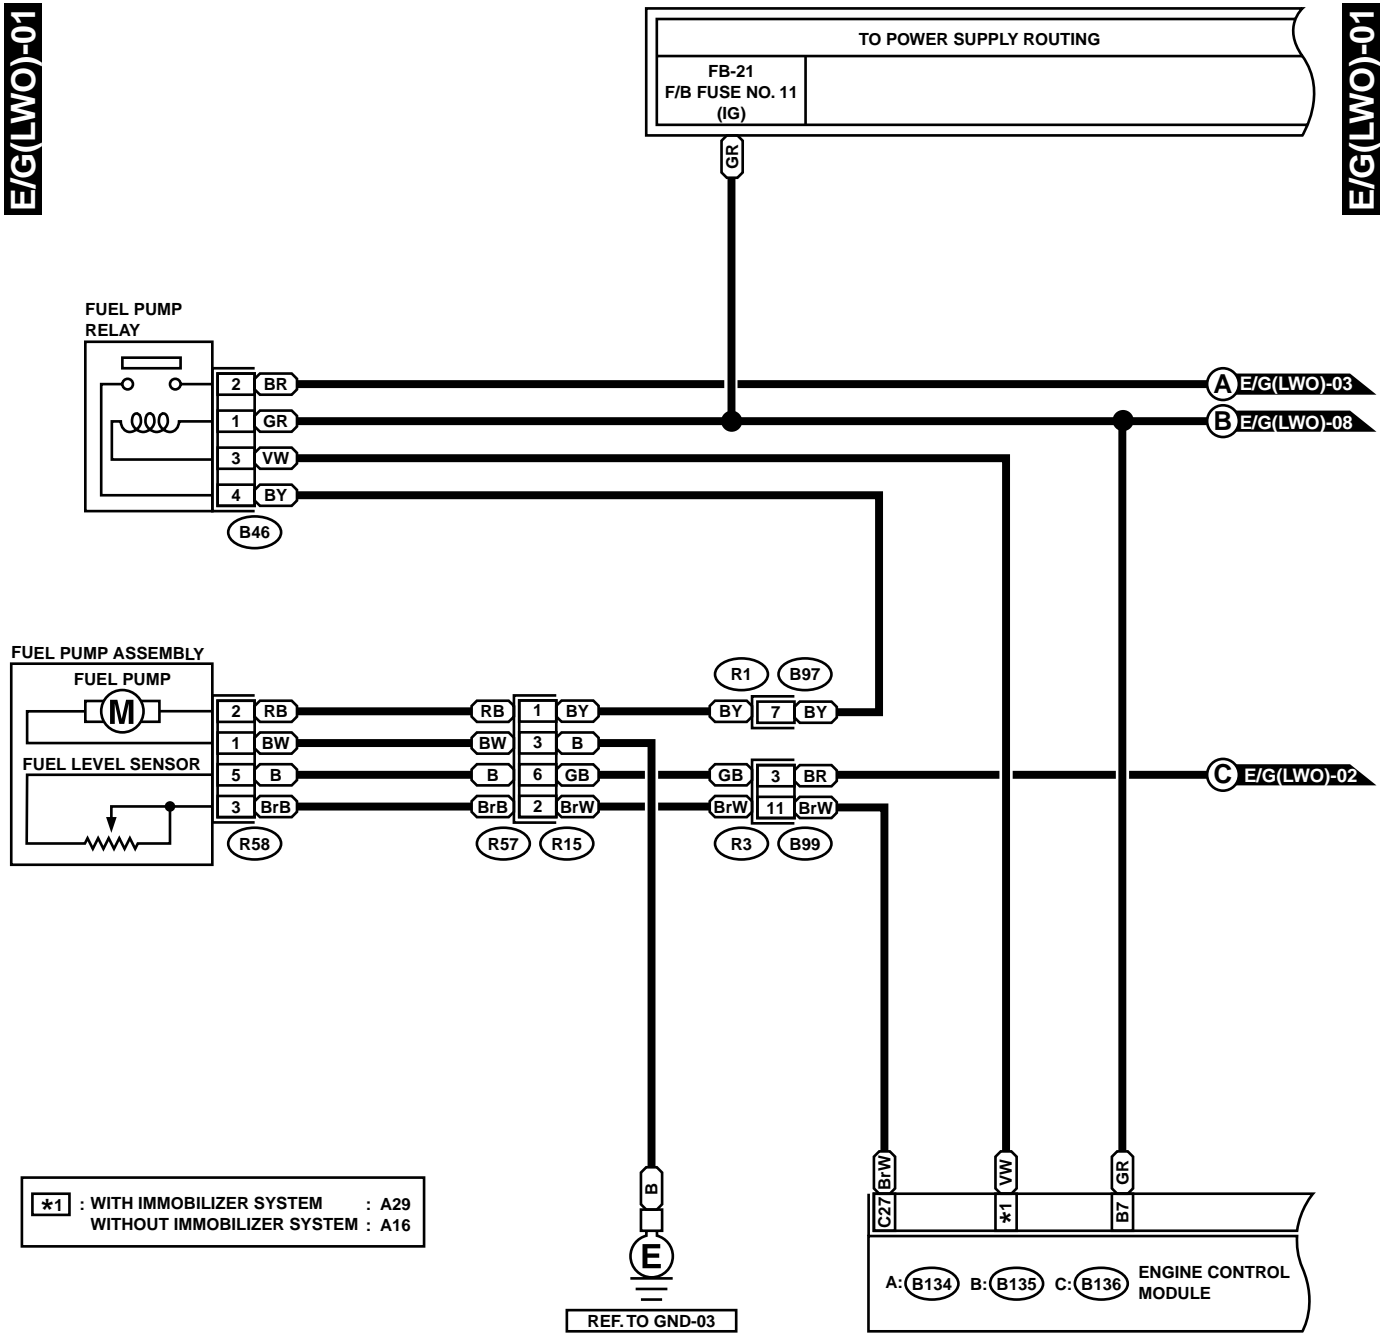 E/G(LWO)-01
E/G(LWO)-01
TO POWER SUPPLY ROUTING
FB-21
F/B FUSE NO. 11
(IG)
GR
FUEL PUMP
RELAY
2 BR
A E/G(LWO)-03
1 GR
B E/G(LWO)-08
3 VW
4 BY
B46
FUEL PUMP ASSEMBLY
FUEL PUMP
M
R1 B97
2 RB RB 1 BY BY 7 BY
1 BW BW 3 B
FUEL LEVEL SENSOR
5 B B 6 GB GB 3 BR
C E/G(LWO)-02
3 BrB BrB 2 BrW BrW 11 BrW
R58 R57 R15 R3 B99
B
E
REF. TO GND-03
*1 : WITH IMMOBILIZER SYSTEM : A29
WITHOUT IMMOBILIZER SYSTEM : A16
BrW VW GR
C27 *1 B7
A: B134 B: B135 C: B136
ENGINE CONTROL
MODULE